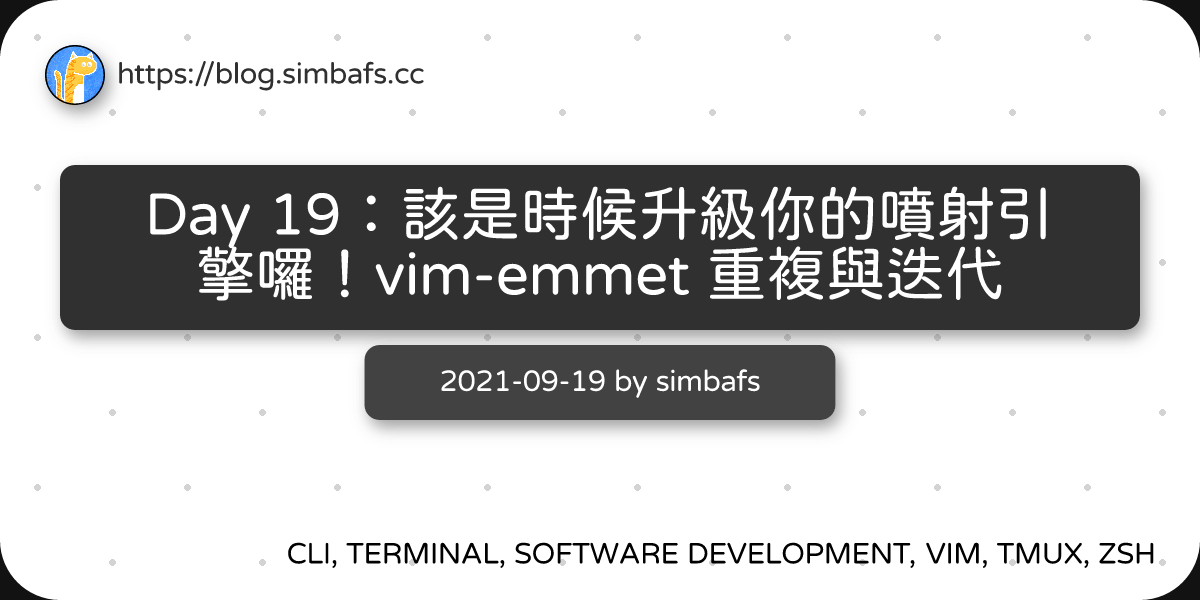 https://blog.simbafs.cc
Day 19：該是時候升級你的噴射引
擎囉！vim-emmet 重複與迭代
2021-09-19 by simbafs
CLI, TERMINAL, SOFTWARE DEVELOPMENT, VIM, TMUX, ZSH